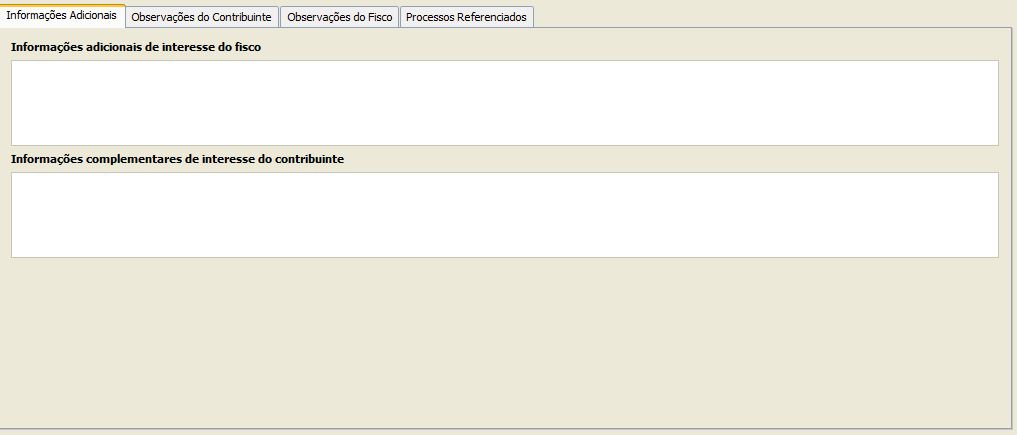 Informações Adicionais Observações do Contribuinte Observações do Fisco Processos Referenciados
Informações adicionais de interesse do fisco
Informações complementares de interesse do contribuinte